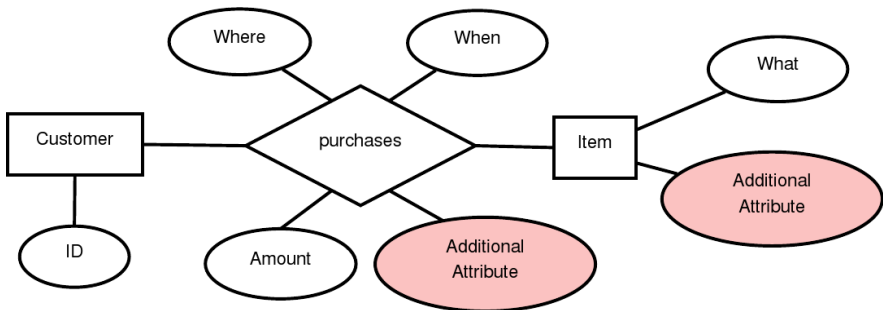 Where
When
What
Customer
purchases
Item
Additional
Attribute
ID
Amount
Additional
Attribute